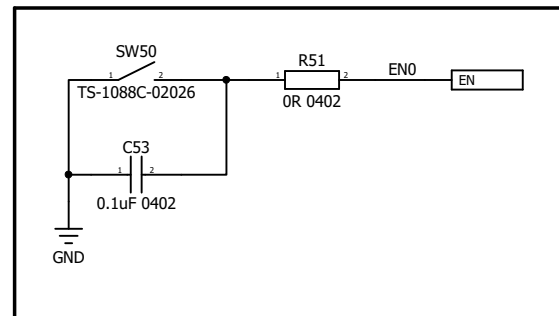 SW50
1 2
TS-1088C-02026
R51
1 2
0R 0402
EN0
EN
C53
1 2
0.1uF 0402
GND